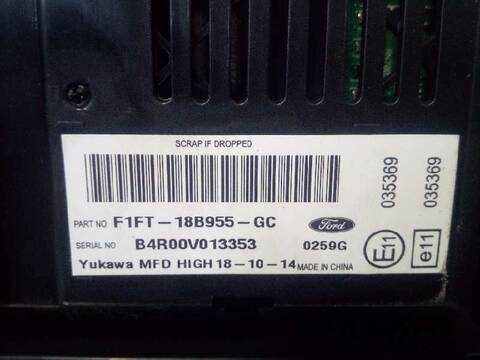 SCRAP IF DROPPED
PART NO F1FT-18B955-GC
Ford
SERIAL NO B4R00V013353 0259G
Yukawa MFD HIGH 18-10-14 MADE IN CHINA
035369
E11
035369
e11